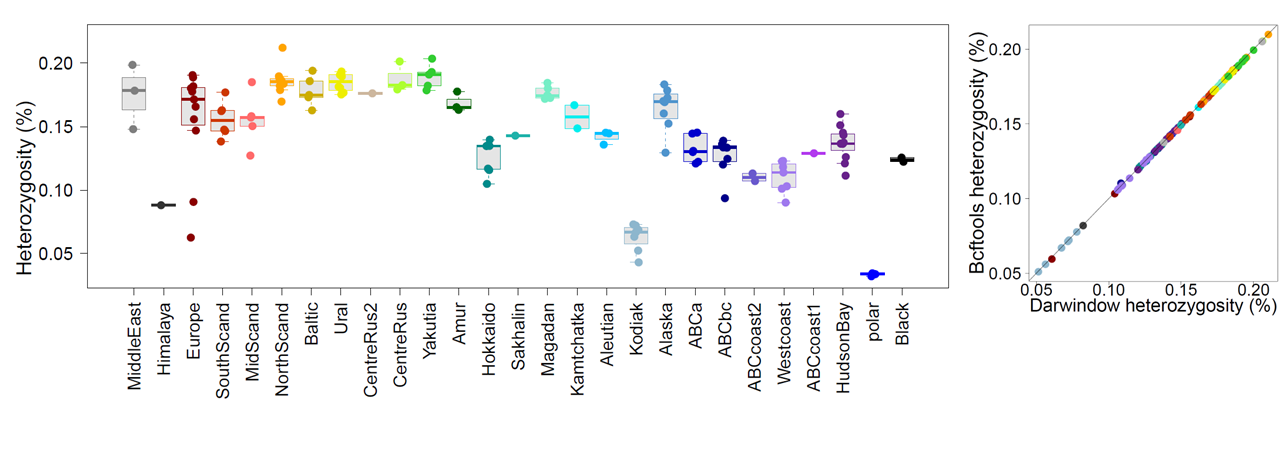 Heterozygosity (%)
0.20
0.15
0.10
0.05
MiddleEast
Himalaya
Europe
SouthScand
MidScand
NorthScand
Baltic
Ural
CentreRus2
CentreRus
Yakutia
Amur
Hokkaido
Sakhalin
Magadan
Kamtchatka
Aleutian
Kodiak
Alaska
ABCa
ABCbc
ABCcoast2
Westcoast
ABCcoast1
HudsonBay
polar
Black
Bcftools heterozygosity (%)
0.20
0.15
0.10
0.05
0.05 0.10 0.15 0.20
Darwindow heterozygosity (%)